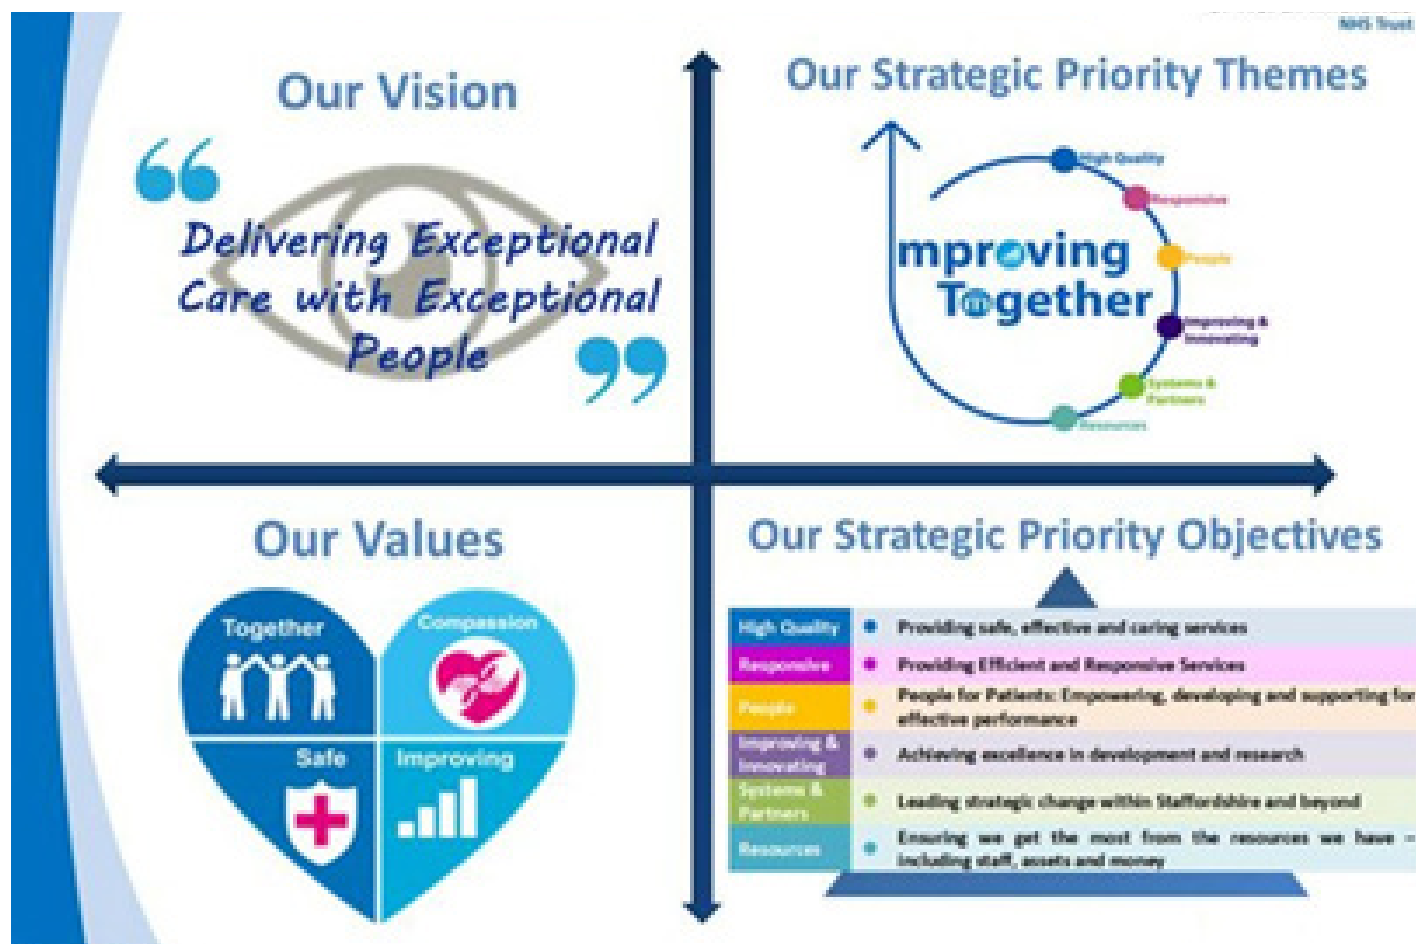 NHS Trust
Our Vision
“
Delivering Exceptional
Care with Exceptional
People
”
Our Strategic Priority Themes
High Quality
Responsive
People
Improving &
Innovating
Systems &
Partners
Resources
mproving
Together
Our Values
Together
Compassion
Safe
Improving
Our Strategic Priority Objectives
High Quality
• Providing safe, effective and caring services
Responsive
• Providing Efficient and Responsive Services
People
• People for Patients: Empowering, developing and supporting for
effective performance
Improving &
Innovating
• Achieving excellence in development and research
Systems &
Partners
• Leading strategic change within Staffordshire and beyond
Resources
• Ensuring we get the most from the resources we have –
including staff, assets and money